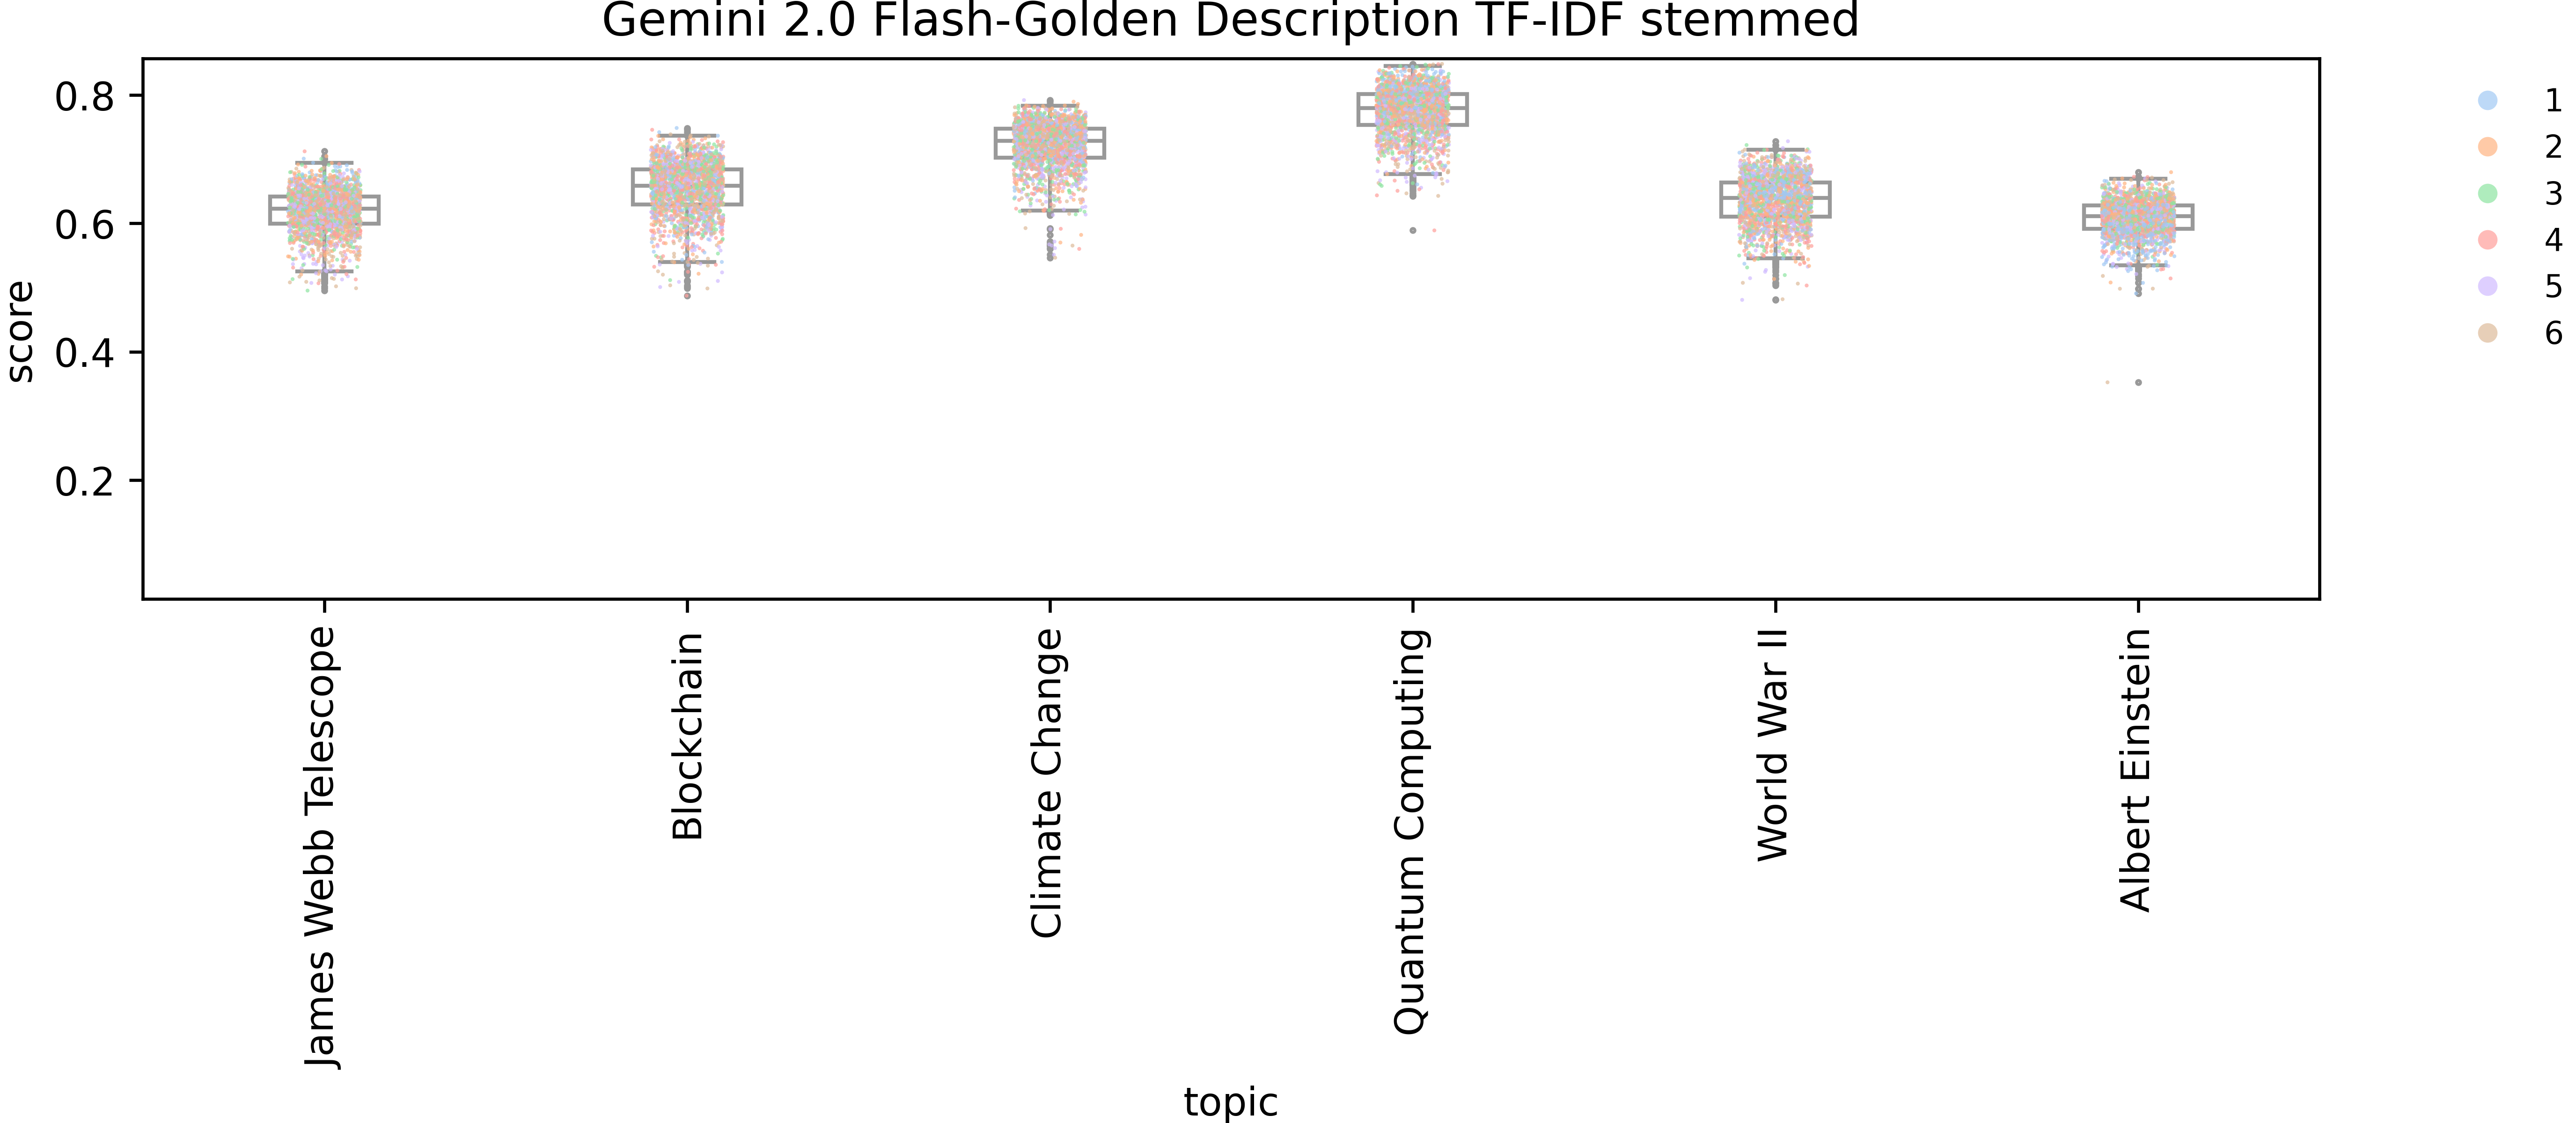 Gemini 2.0 Flash-Golden Description TF-IDF stemmed
score
0.8
0.6
0.4
0.2
James Webb Telescope
Blockchain
Climate Change
Quantum Computing
World War II
Albert Einstein
topic
1
2
3
4
5
6